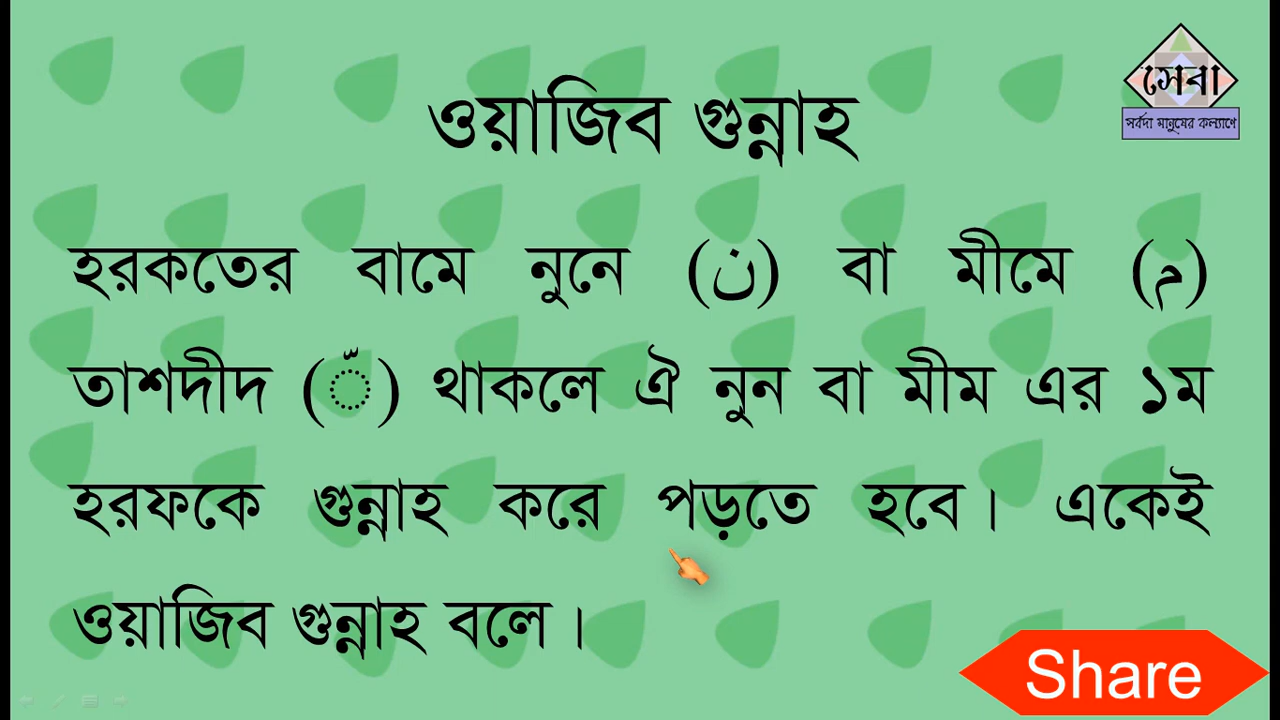 সেবা
সর্বদা মানুষের কল্যাণে
ওয়াজিব গুন্নাহ
হরকতের বামে নুনে (ن) বা মীমে (م)
তাশদীদ (ّ) থাকলে ঐ নুন বা মীম এর ১ম
হরফকে গুন্নাহ করে পড়তে হবে। একেই
ওয়াজিব গুন্নাহ বলে।
Share